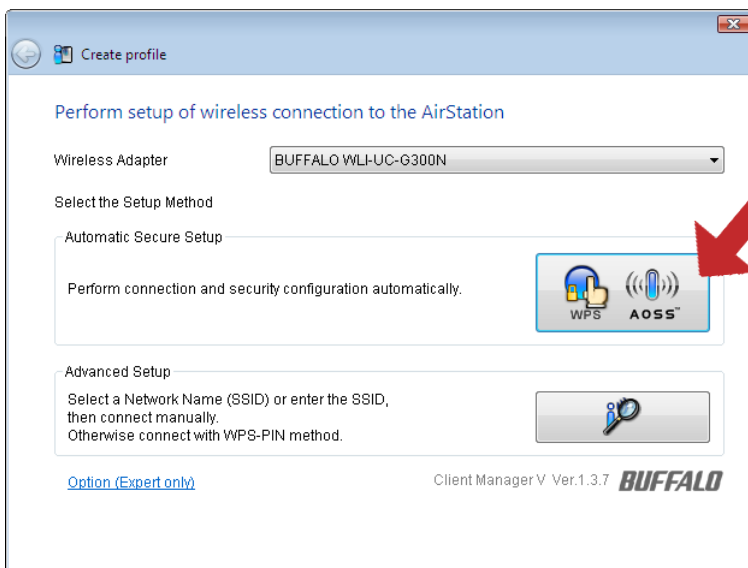 Create profile
Perform setup of wireless connection to the AirStation
Wireless Adapter
BUFFALO WLI-UC-G300N
Select the Setup Method
Automatic Secure Setup
Perform connection and security configuration automatically.
WPS AOSS™
Advanced Setup
Select a Network Name (SSID) or enter the SSID,
then connect manually.
Otherwise connect with WPS-PIN method.
Option (Expert only)
Client Manager V Ver.1.3.7 BUFFALO